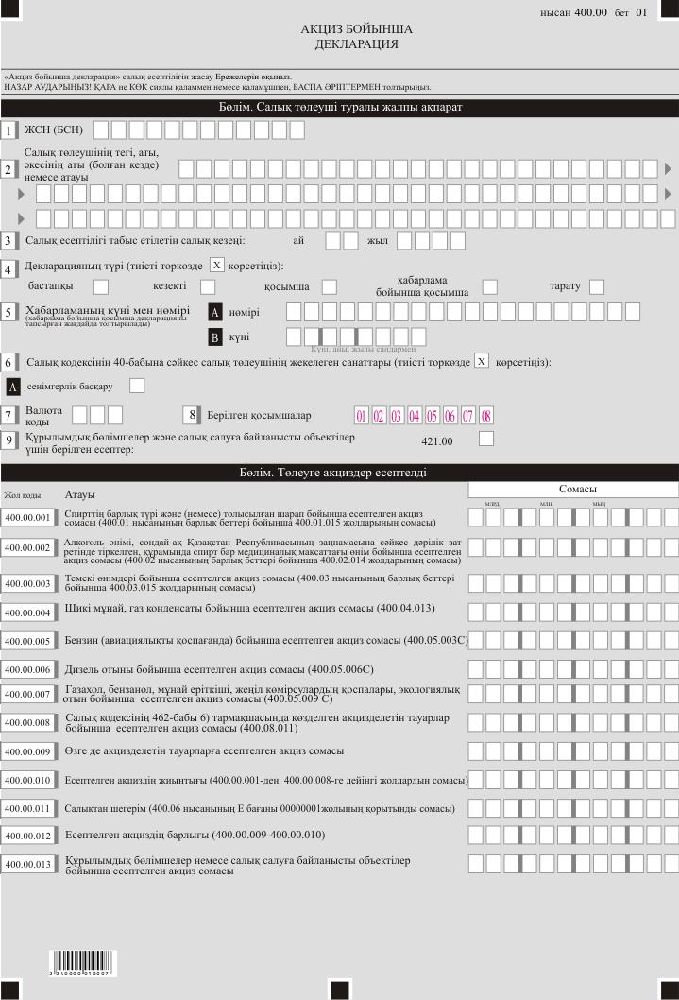 нысан 400.00 бет 01
АКЦИЗ БОЙЫНША
ДЕКЛАРАЦИЯ
«Акциз бойынша декларация» салық есептілігін жасау Ережелерін оқыңыз.
НАЗАР АУДАРЫҢЫЗ! ҚАРА не КӨК сиялы қаламмен немесе қаламұшпен, БАСПА ӘРІПТЕРМЕН толтырыңыз.
Бөлім. Салық төлеуші туралы жалпы ақпарат
1 ЖСН (БСН)
Салық төлеушінің тегі, аты,
2 әкесінің аты (болған кезде)
немесе атауы
3 Салық есептілігі табыс етілетін салық кезеңі: ай жыл
4 Декларацияның түрі (тиісті торкөзде X көрсетіңіз):
бастапқы кезекті қосымша хабарлама бойынша қосымша тарату
5 Хабарламаның күні мен нөмірі A нөмірі
(хабарлама бойынша қосымша декларацияны
тапсырған жағдайда толтырылады)
B күні
Күні, айы, жылы сандармен
6 Салық кодексінің 40-бабына сәйкес салық төлеушінің жекелеген санаттары (тиісті торкөзде X көрсетіңіз):
A сенімгерлік басқару
7 Валюта коды 8 Берілген қосымшалар 01 02 03 04 05 06 07 08
9 Құрылымдық бөлімшелер және салық салуға байланысты объектілер
үшін берілген есептер: 421.00
Бөлім. Төлеуге акциздер есептелді
Жол коды Атауы Сомасы
млрд млн мың
400.00.001 Спирттің барлық түрі және (немесе) толысылған шарап бойынша есептелген акциз
сомасы (400.01 нысанының барлық беттері бойынша 400.01.015 жолдарының сомасы)
400.00.002 Алкоголь өнімі, сондай-ақ Қазақстан Республикасының заңнамасына сәйкес дәрілік зат
ретінде тіркелген, құрамында спирт бар медициналық мақсаттағы өнім бойынша есептелген
акциз сомасы (400.02 нысанының барлық беттері бойынша 400.02.014 жолдарының сомасы)
400.00.003 Темекі өнімдері бойынша есептелген акциз сомасы (400.03 нысанының барлық беттері
бойынша 400.03.015 жолдарының сомасы)
400.00.004 Шикі мұнай, газ конденсаты бойынша есептелген акциз сомасы (400.04.013)
400.00.005 Бензин (авиациялықты қоспағанда) бойынша есептелген акциз сомасы (400.05.003С)
400.00.006 Дизель отыны бойынша есептелген акциз сомасы (400.05.006С)
400.00.007 Газахол, бензанол, мұнай еріткіші, жеңіл көмірсулардың қоспалары, экологиялық
отын бойынша есептелген акциз сомасы (400.05.009 С)
400.00.008 Салық кодексінің 462-бабы 6) тармақшасында көзделген акцизделетін тауарлар
бойынша есептелген акциз сомасы (400.08.011)
400.00.009 Өзге де акцизделетін тауарларға есептелген акциз сомасы
400.00.010 Есептелген акциздің жиынтығы (400.00.001-ден 400.00.008-ге дейінгі жолдардың сомасы)
400.00.011 Салықтан шегерім (400.06 нысанының Е бағаны 00000001жолының қорытынды сомасы)
400.00.012 Есептелген акциздің барлығы (400.00.009-400.00.010)
400.00.013 Құрылымдық бөлімшелер немесе салық салуға байланысты объектілер
бойынша есептелген акциз сомасы
2 240000 010007